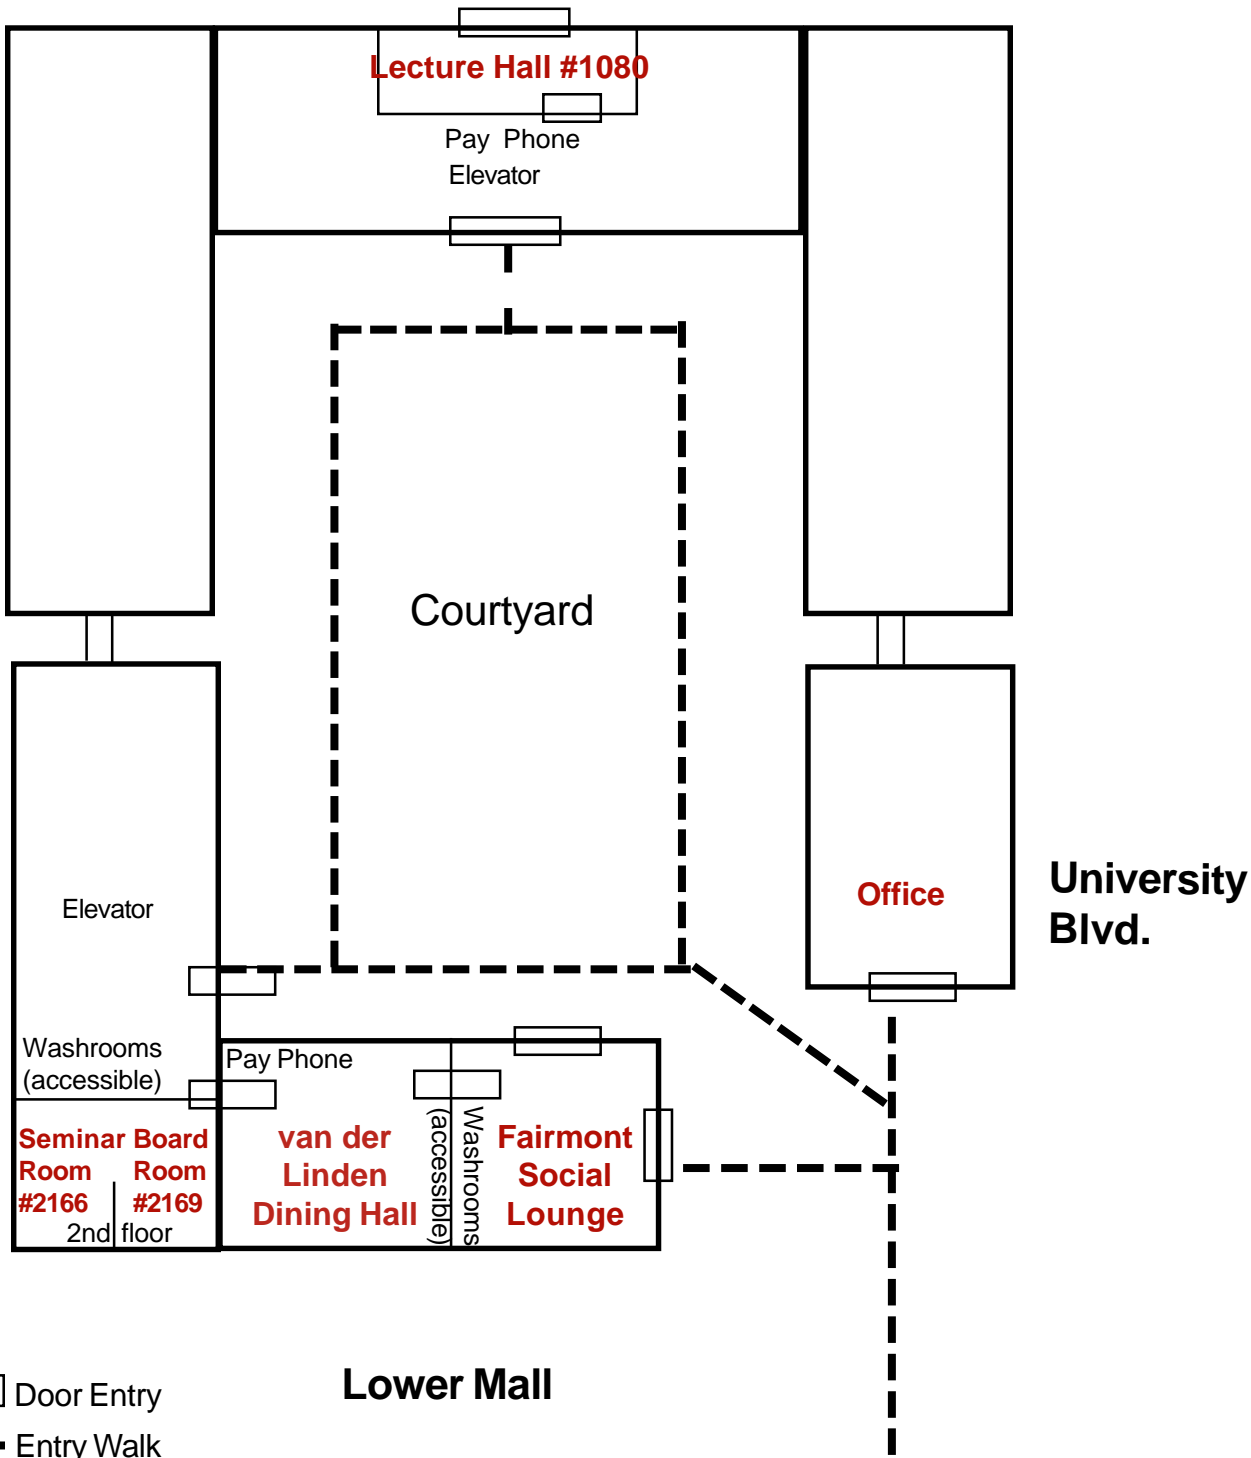 Lecture Hall #1080
Pay Phone
Elevator
Courtyard
University
Blvd.
Office
Elevator
Washrooms
(accessible)
Pay Phone
Seminar
Room
#2166
Board
Room
#2169
2nd floor
van der
Linden
Dining Hall
Washrooms
(accessible)
Fairmont
Social
Lounge
Lower Mall
Door Entry
Entry Walk